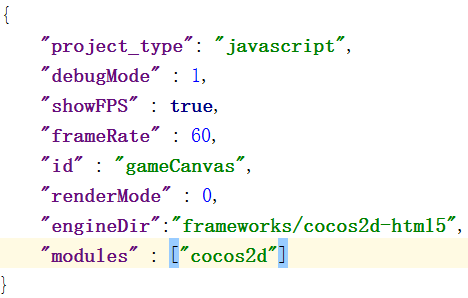 {
"project_type": "javascript",
"debugMode" : 1,
"showFPS" : true,
"frameRate" : 60,
"id" : "gameCanvas",
"renderMode" : 0,
"engineDir":"frameworks/cocos2d-html5",
"modules" : ["cocos2d"]
}